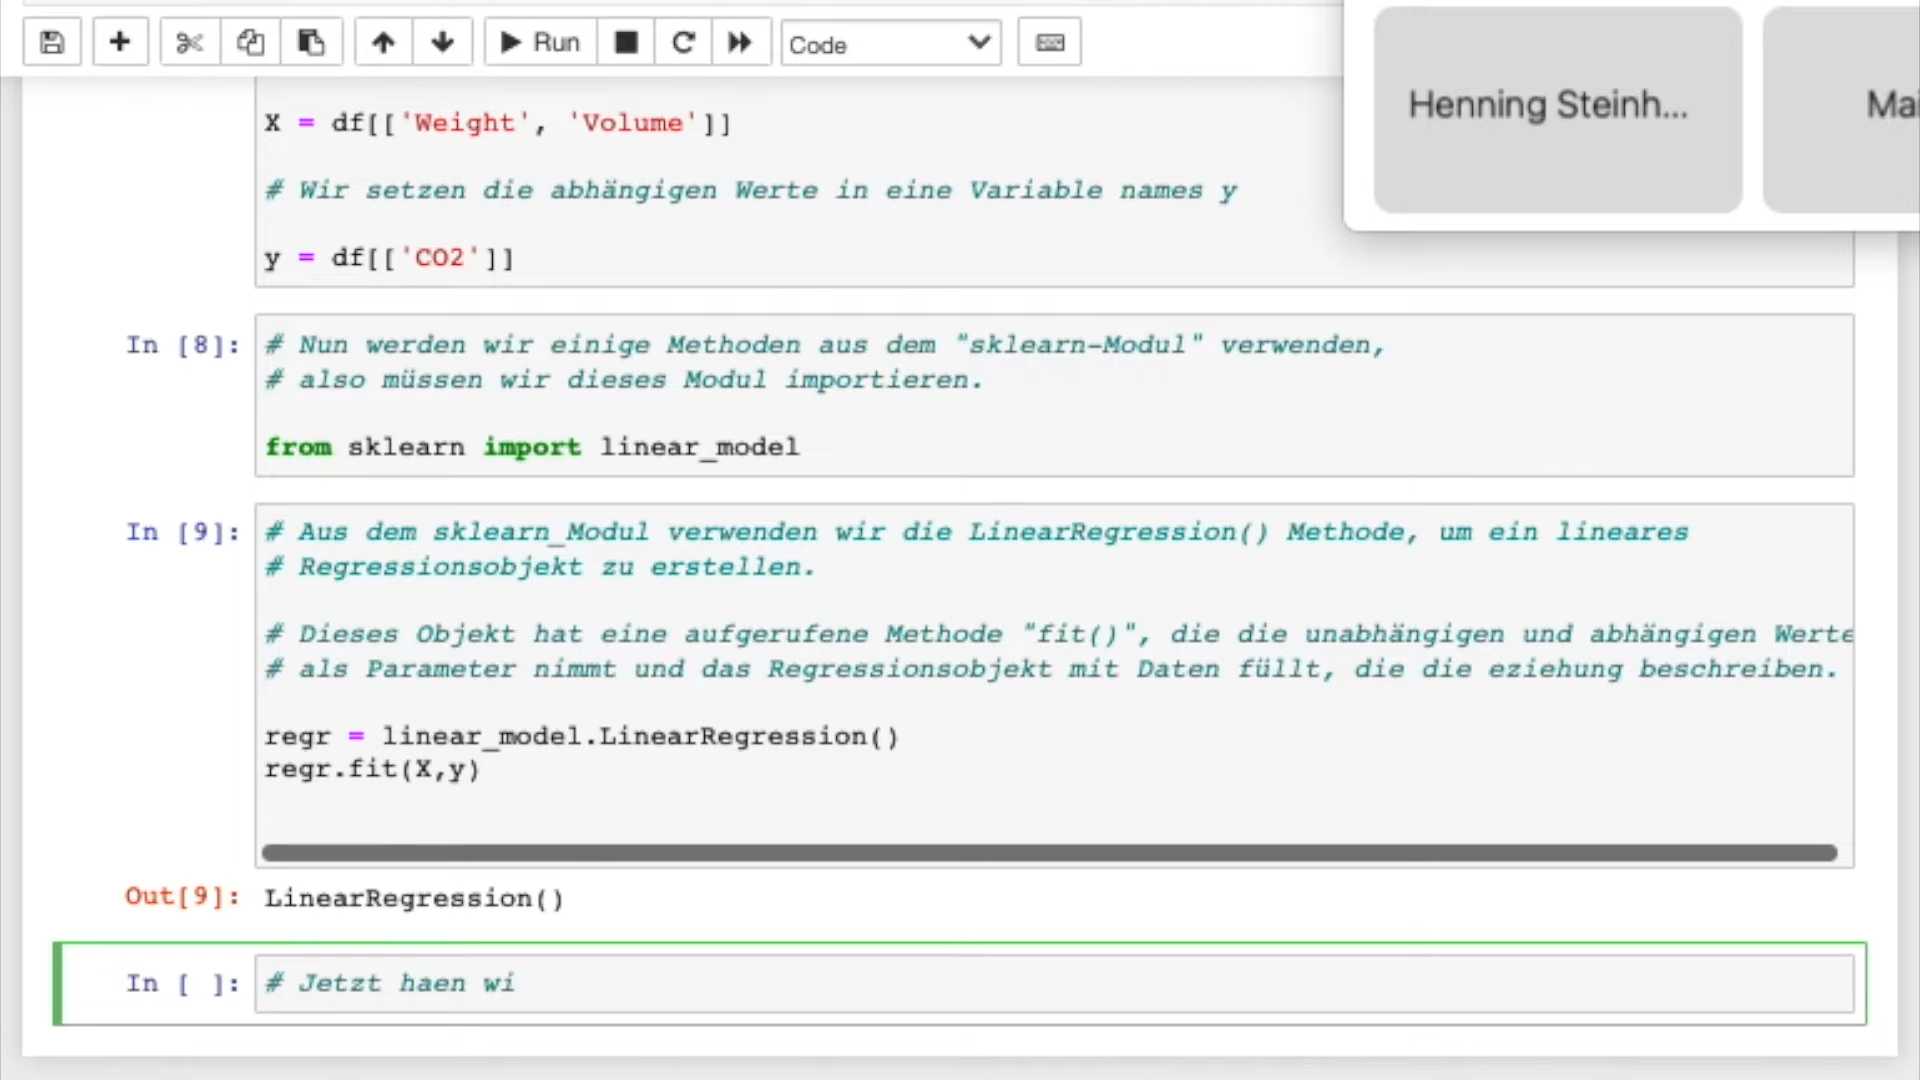 Run
Code
Henning Steinh...
Mai
X = df[['Weight', 'Volume']]
# Wir setzen die abhängigen Werte in eine Variable names y
y = df[['CO2']]
In [8]:
# Nun werden wir einige Methoden aus dem "sklearn-Modul" verwenden,
# also müssen wir dieses Modul importieren.
from sklearn import linear_model
In [9]:
# Aus dem sklearn_Modul verwenden wir die LinearRegression() Methode, um ein lineares
# Regressionsobjekt zu erstellen.
# Dieses Objekt hat eine aufgerufene Methode "fit()", die die unabhängigen und abhängigen Werte
# als Parameter nimmt und das Regressionsobjekt mit Daten füllt, die die eziehung beschreiben.
regr = linear_model.LinearRegression()
regr.fit(X,y)
Out[9]: LinearRegression()
In [ ]: # Jetzt haen wi